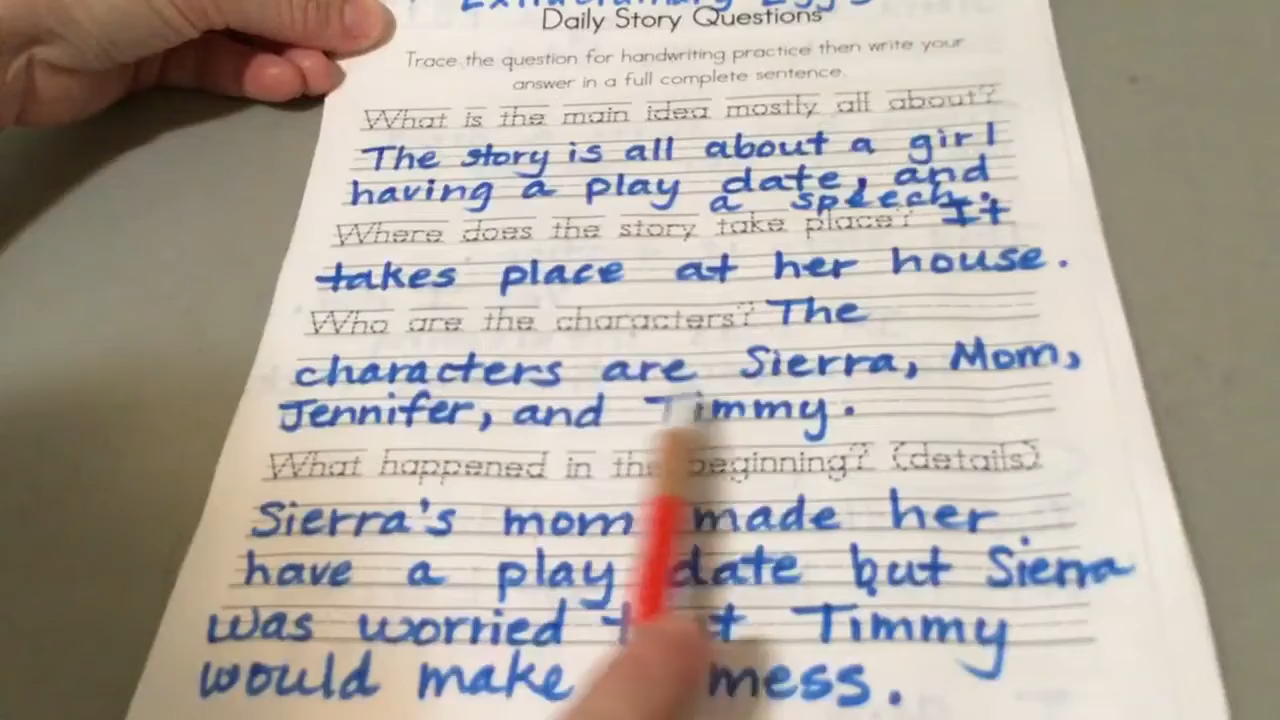 Extraordinary Eggs
Daily Story Questions
Trace the question for handwriting practice then write your
answer in a full complete sentence.
What is the main idea mostly all about?
The story is all about a girl
having a play date, and
a speech.
Where does the story take place? It
takes place at her house.
Who are the characters? The
characters are Sierra, Mom,
Jennifer, and Timmy.
What happened in the beginning? (details)
Sierra's mom made her
have a play date but Sierra
was worried that Timmy
would make mess.